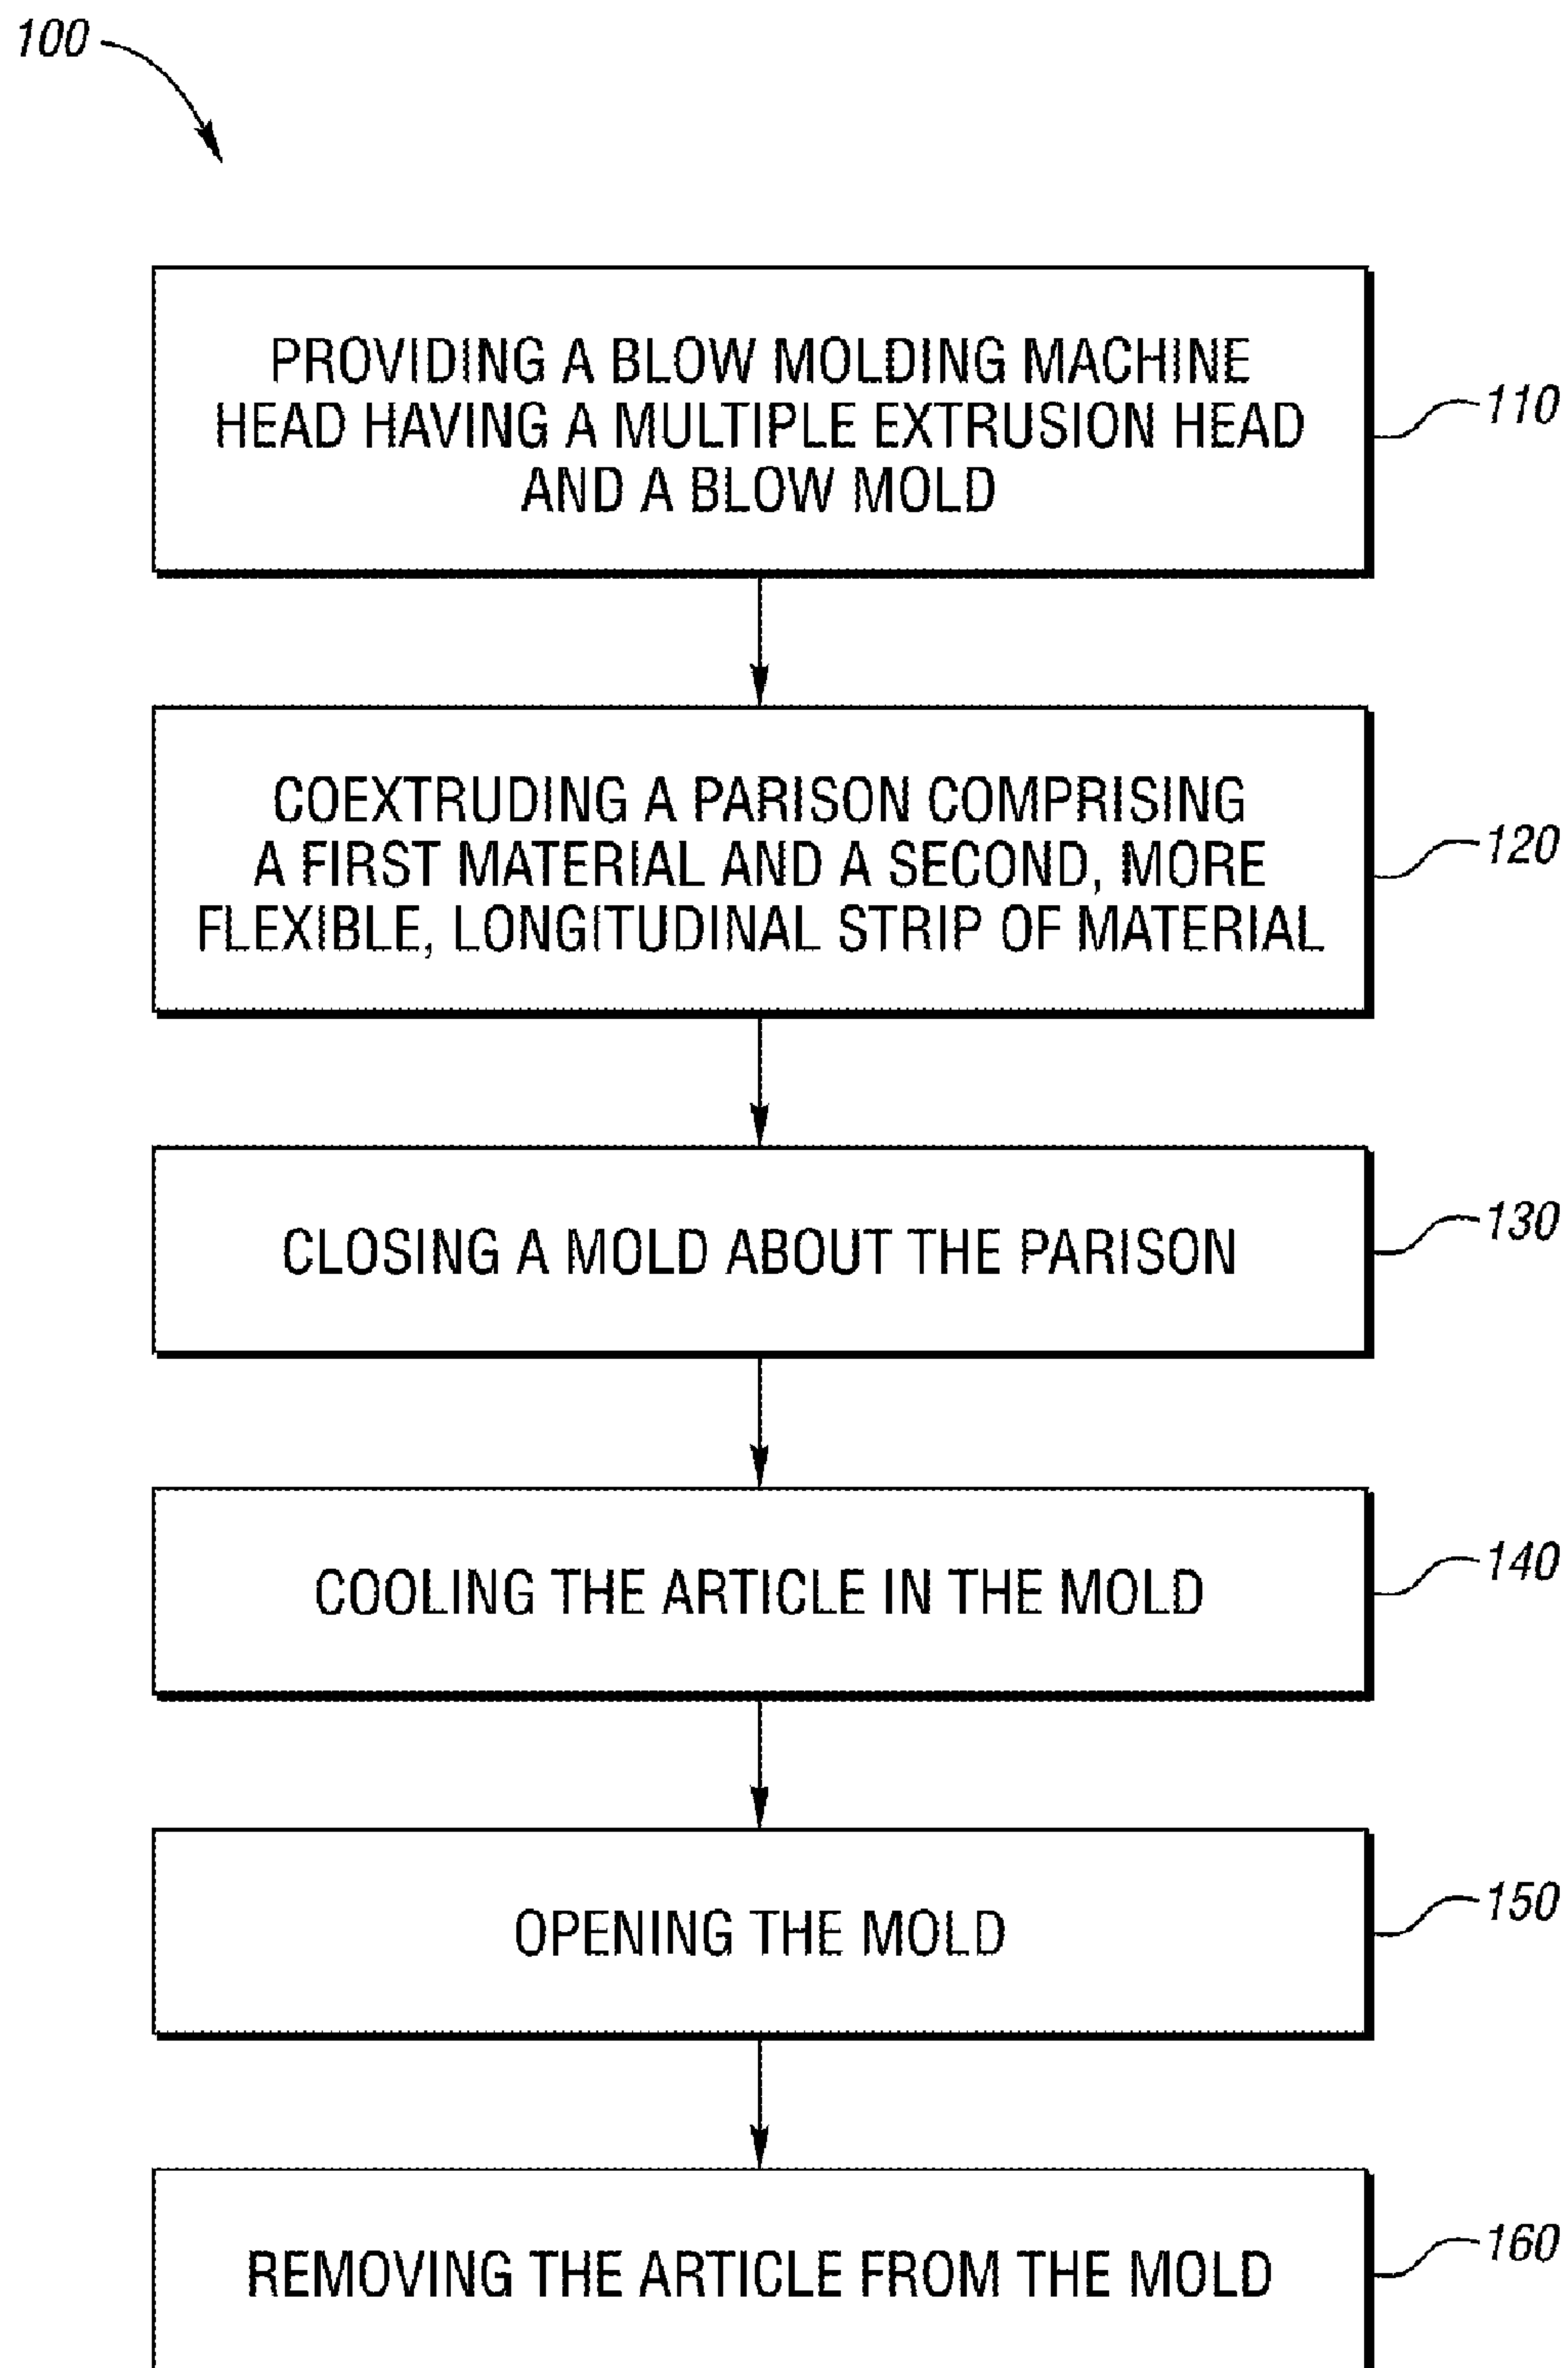 100
PROVIDING A BLOW MOLDING MACHINE
HEAD HAVING A MULTIPLE EXTRUSION HEAD
AND A BLOW MOLD
110
COEXTRUDING A PARISON COMPRISING
A FIRST MATERIAL AND A SECOND, MORE
FLEXIBLE, LONGITUDINAL STRIP OF MATERIAL
120
CLOSING A MOLD ABOUT THE PARISON
130
COOLING THE ARTICLE IN THE MOLD
140
OPENING THE MOLD
150
REMOVING THE ARTICLE FROM THE MOLD
160